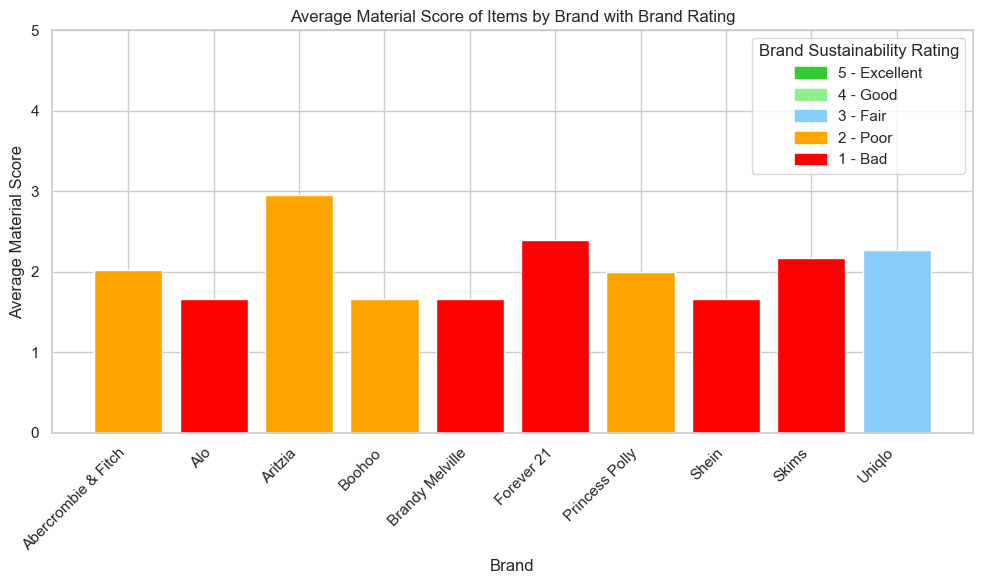 Average Material Score of Items by Brand with Brand Rating
Average Material Score
5
4
3
2
1
0
Brand Sustainability Rating
5 - Excellent
4 - Good
3 - Fair
2 - Poor
1 - Bad
Abercrombie & Fitch
Alo
Aritzia
Boohoo
Brandy Melville
Forever 21
Princess Polly
Shein
Skims
Uniqlo
Brand